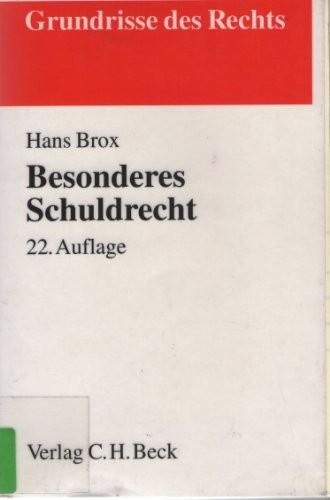 Grundrisse des Rechts
Hans Brox
Besonderes
Schuldrecht
22. Auflage
Verlag C. H. Beck